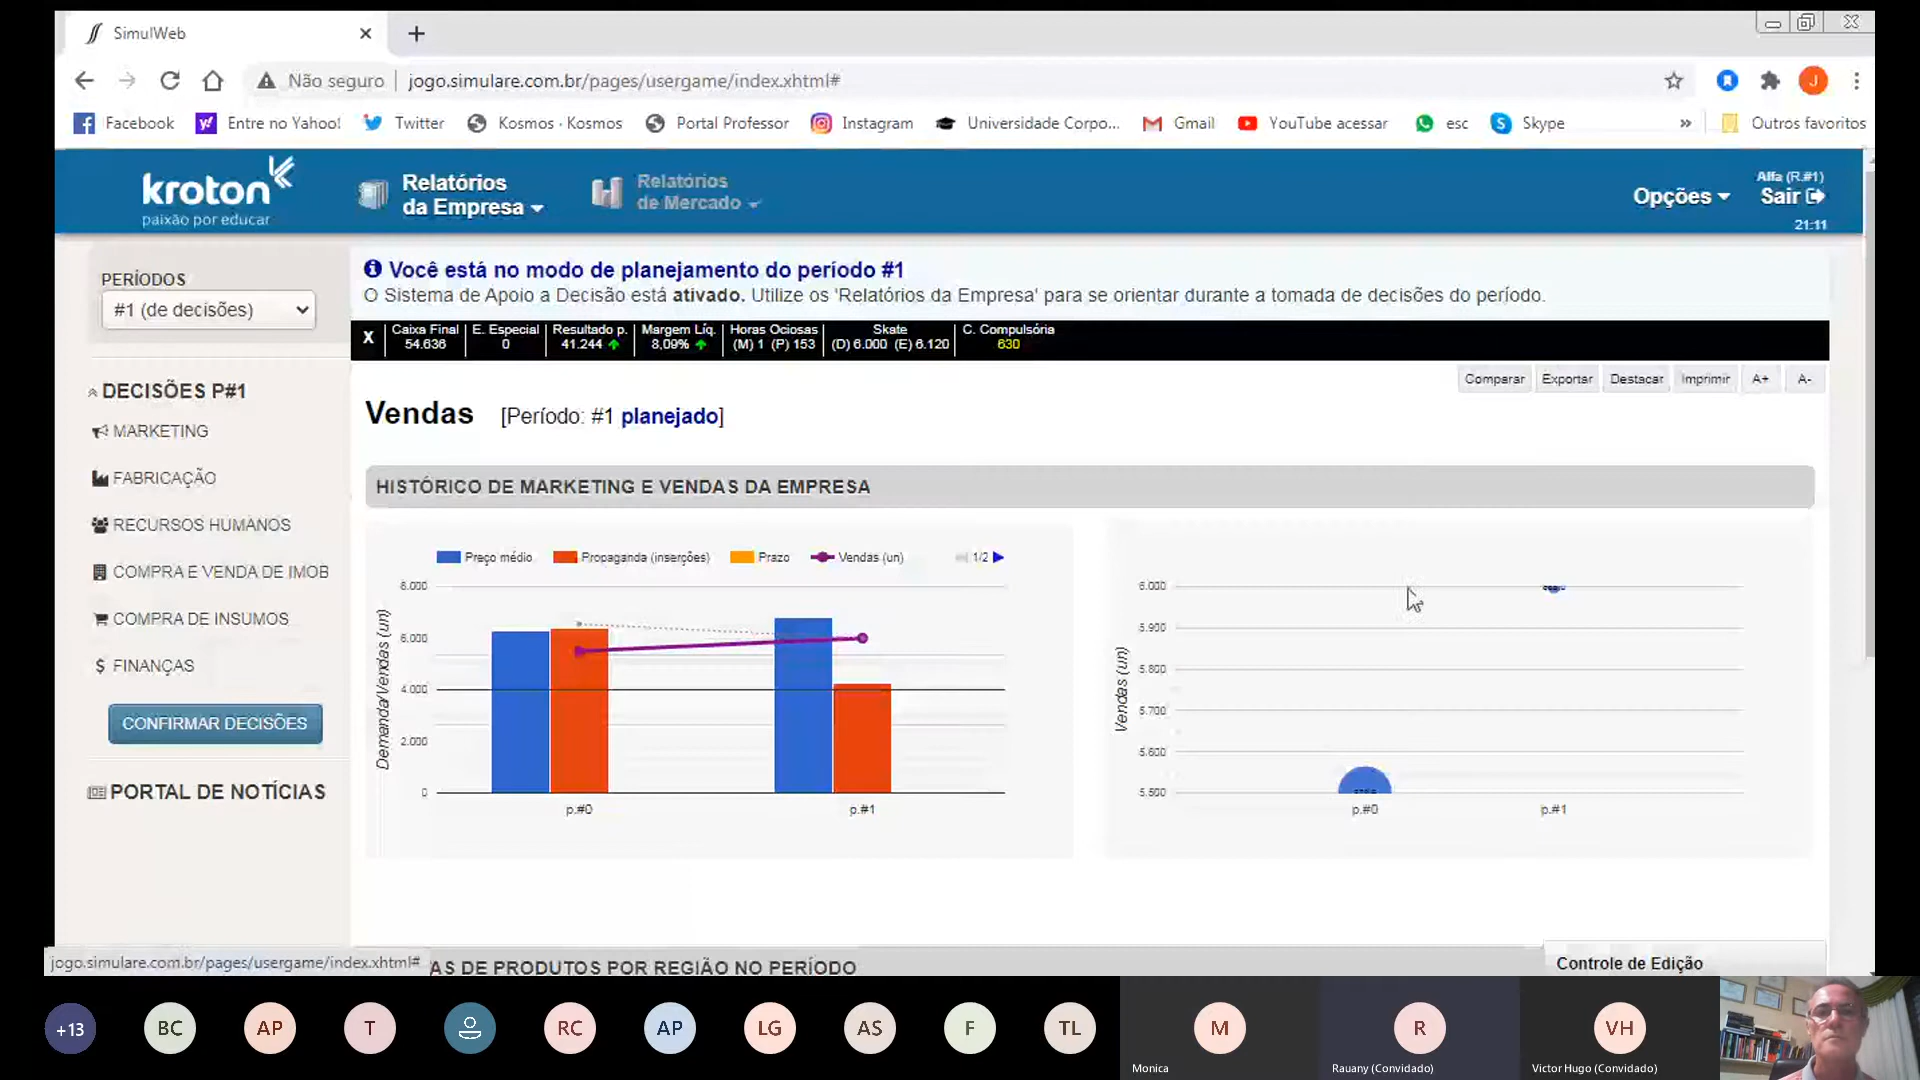 SimulWeb
Não seguro | jogo.simulare.com.br/pages/usergame/index.xhtml#
J
Facebook
Entre no Yahoo!
Twitter
Kosmos · Kosmos
Portal Professor
Instagram
Universidade Corpo...
Gmail
YouTube acessar
esc
Skype
»
Outros favoritos
kroton
paixão por educar
Relatórios
da Empresa
Relatórios
de Mercado
Opções
Alfa (R.#1)
Sair
21:11
PERÍODOS
#1 (de decisões)
DECISÕES P#1
MARKETING
FABRICAÇÃO
RECURSOS HUMANOS
COMPRA E VENDA DE IMOB
COMPRA DE INSUMOS
$ FINANÇAS
CONFIRMAR DECISÕES
PORTAL DE NOTÍCIAS
Você está no modo de planejamento do período #1
O Sistema de Apoio a Decisão está ativado. Utilize os 'Relatórios da Empresa' para se orientar durante a tomada de decisões do período.
X
Caixa Final
54.636
E. Especial
0
Resultado p.
41.244
Margem Líq.
8,09%
Horas Ociosas
(M) 1 (P) 153
Skate
(D) 6.000 (E) 6.120
C. Compulsória
630
Comparar
Exportar
Destacar
Imprimir
A+
A-
Vendas [Período: #1 planejado]
HISTÓRICO DE MARKETING E VENDAS DA EMPRESA
Preço médio
Propaganda (inserções)
Prazo
Vendas (un)
1/2
Demanda/Vendas (un)
8.000
6.000
4.000
2.000
0
p.#0
p.#1
Vendas (un)
6.000
5.900
5.800
5.700
5.600
5.500
p.#0
p.#1
jogo.simulare.com.br/pages/usergame/index.xhtml#
AS DE PRODUTOS POR REGIÃO NO PERÍODO
Controle de Edição
+13
BC
AP
T
RC
AP
LG
AS
F
TL
M
Monica
R
Rauany (Convidado)
VH
Victor Hugo (Convidado)